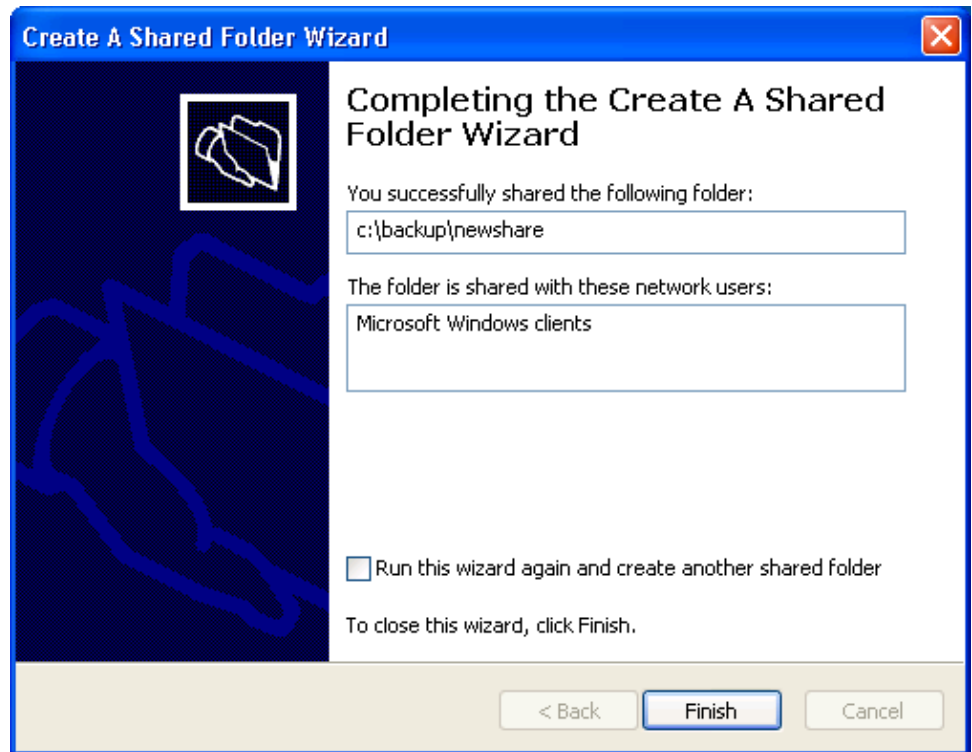 Create A Shared Folder Wizard
Completing the Create A Shared
Folder Wizard
You successfully shared the following folder:
c:\backup\newshare
The folder is shared with these network users:
Microsoft Windows clients
Run this wizard again and create another shared folder
To close this wizard, click Finish.
< Back
Finish
Cancel